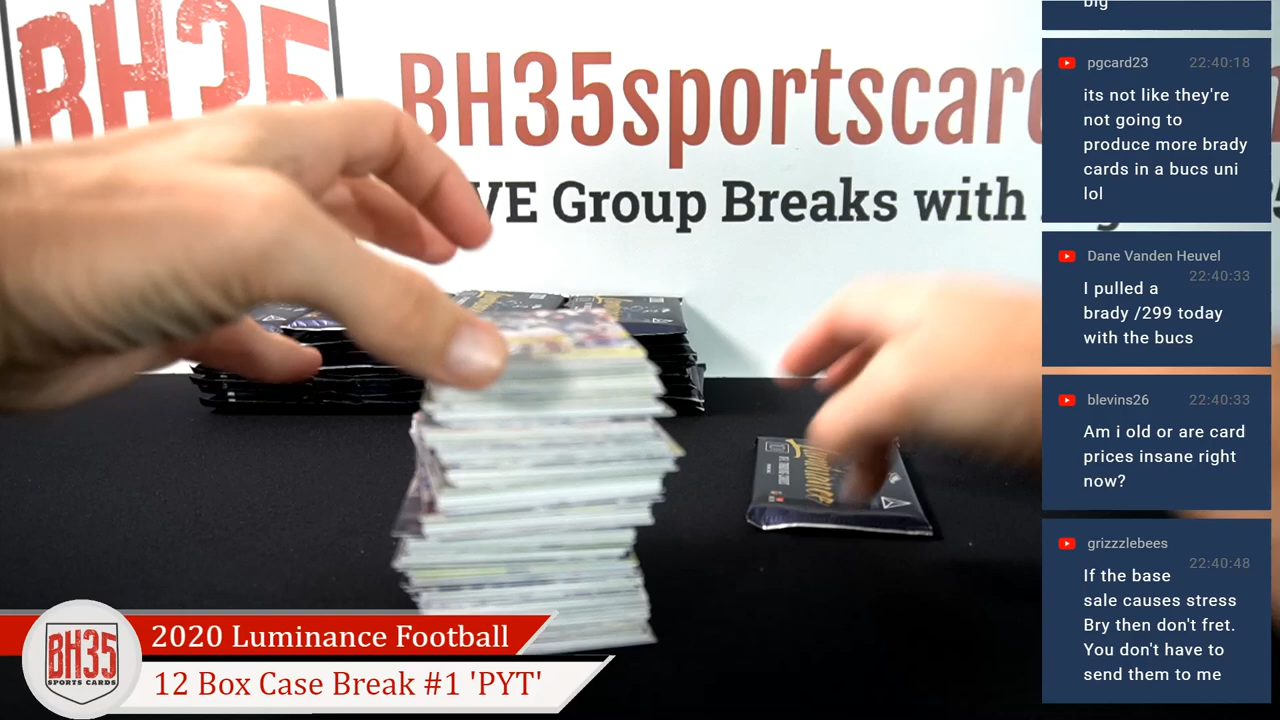 BH35
BH35sportscar
VE Group Breaks with
big
pgcard23 22:40:18
its not like they're
not going to
produce more brady
cards in a bucs uni
lol
Dane Vanden Heuvel
22:40:33
I pulled a
brady /299 today
with the bucs
blevins26 22:40:33
Am i old or are card
prices insane right
now?
grizzzlebees
22:40:48
If the base
sale causes stress
Bry then don't fret.
You don't have to
send them to me
Luminance
BH35
SPORTS CARDS
2020 Luminance Football
12 Box Case Break #1 'PYT'